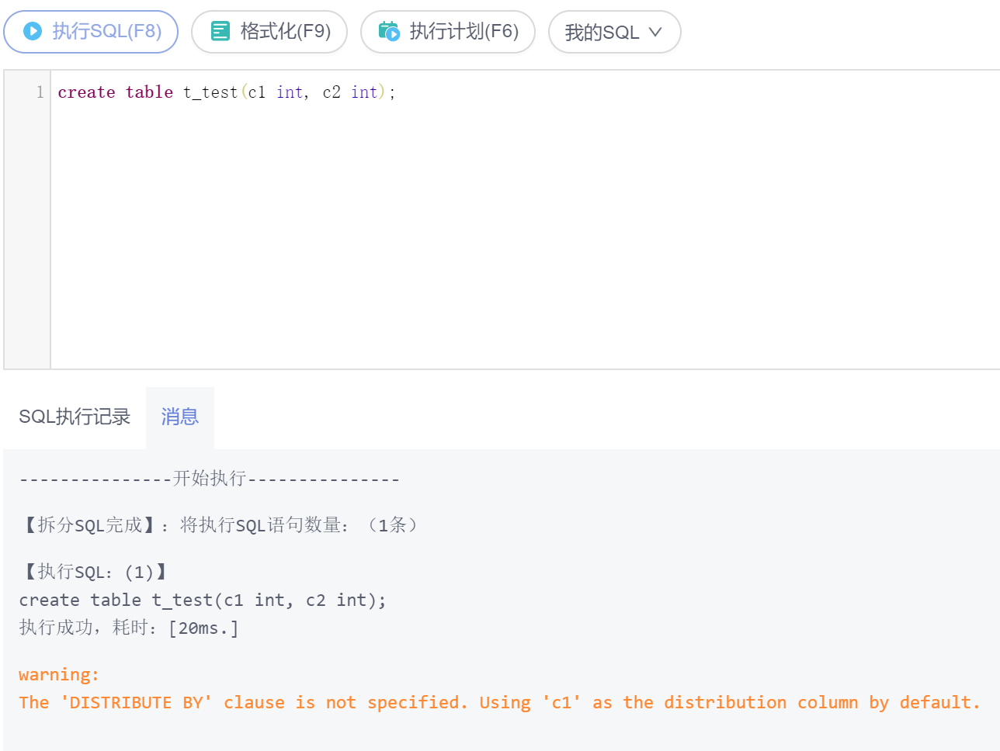 执行SQL(F8) 格式化(F9) 执行计划(F6) 我的SQL
1 create table t_test(c1 int, c2 int);
SQL执行记录 消息
---------------开始执行---------------
【拆分SQL完成】：将执行SQL语句数量：（1条）
【执行SQL：(1)】
create table t_test(c1 int, c2 int);
执行成功，耗时：[20ms.]
warning:
The 'DISTRIBUTE BY' clause is not specified. Using 'c1' as the distribution column by default.